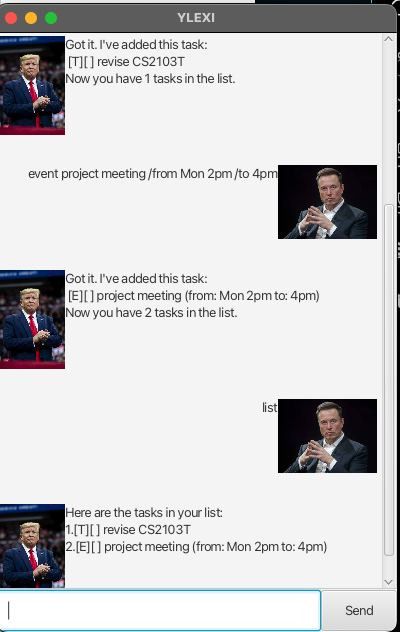 YLEXI
Got it. I've added this task:
[T][ ] revise CS2103T
Now you have 1 tasks in the list.
event project meeting /from Mon 2pm /to 4pm
Got it. I've added this task:
[E][ ] project meeting (from: Mon 2pm to: 4pm)
Now you have 2 tasks in the list.
list
Here are the tasks in your list:
1.[T][ ] revise CS2103T
2.[E][ ] project meeting (from: Mon 2pm to: 4pm)
Send